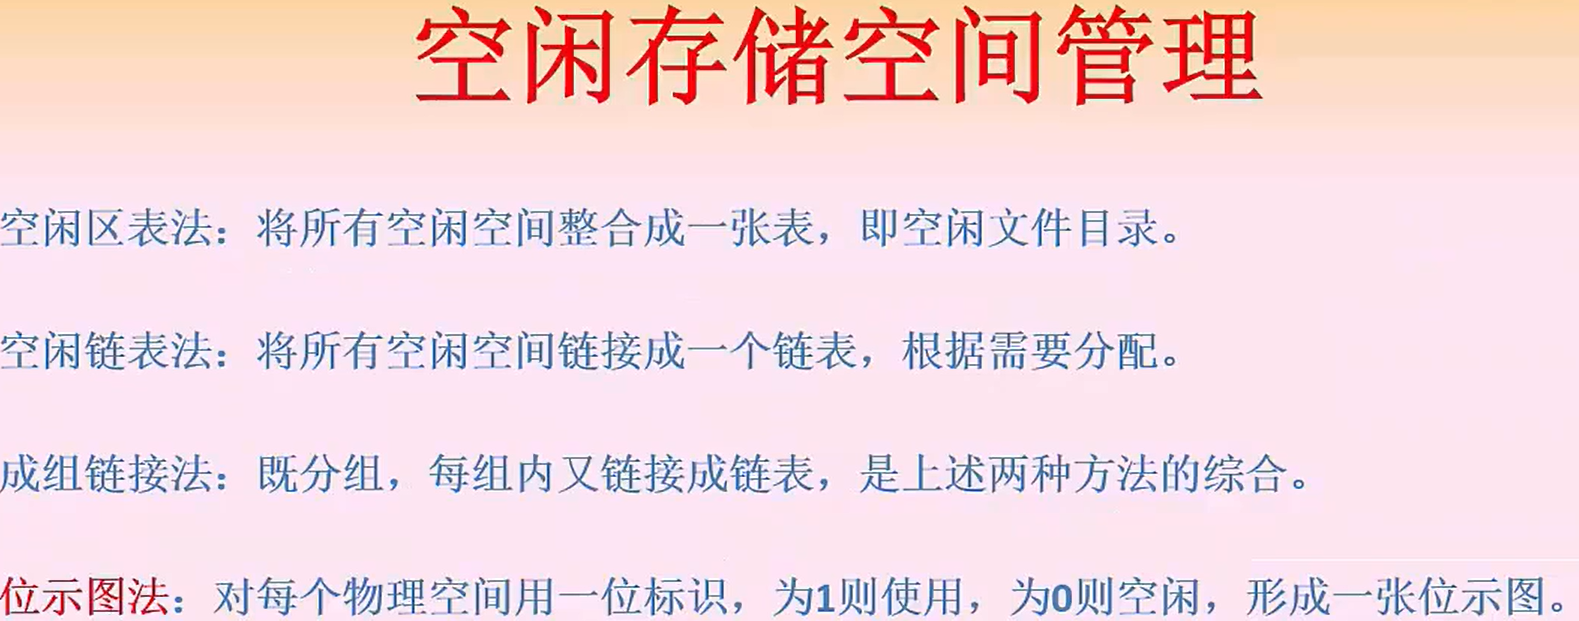 空闲存储空间管理
空闲区表法：将所有空闲空间整合成一张表，即空闲文件目录。
空闲链表法：将所有空闲空间链接成一个链表，根据需要分配。
成组链接法：既分组，每组内又链接成链表，是上述两种方法的综合。
位示图法：对每个物理空间用一位标识，为1则使用，为0则空闲，形成一张位示图。